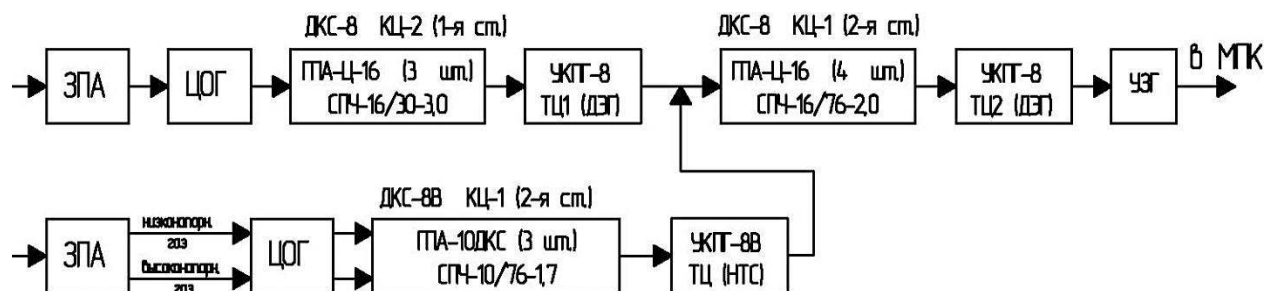 ДКС-8 КЦ-2 (1-я ст.)
ДКС-8 КЦ-1 (2-я ст.)
ЗПА
ЦОГ
ГПА-Ц-16 (3 шт.)
СПЧ-16/30-3,0
УКПГ-8
ТЦ1 (ДЭГ)
ГПА-Ц-16 (4 шт.)
СПЧ-16/76-2,0
УКПГ-8
ТЦ2 (ДЭГ)
УЗГ
в МПК
ДКС-8В КЦ-1 (2-я ст.)
ЗПА
низконапорн.
газ
высоконапорн.
газ
ЦОГ
ГПА-10ДКС (3 шт.)
СПЧ-10/76-1,7
УКПГ-8В
ТЦ (НТС)